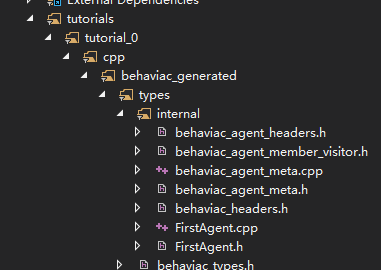 External Dependencies
tutorials
tutorial_0
cpp
behaviac_generated
types
internal
behaviac_agent_headers.h
behaviac_agent_member_visitor.h
behaviac_agent_meta.cpp
behaviac_agent_meta.h
behaviac_headers.h
FirstAgent.cpp
FirstAgent.h
behaviac_types.h